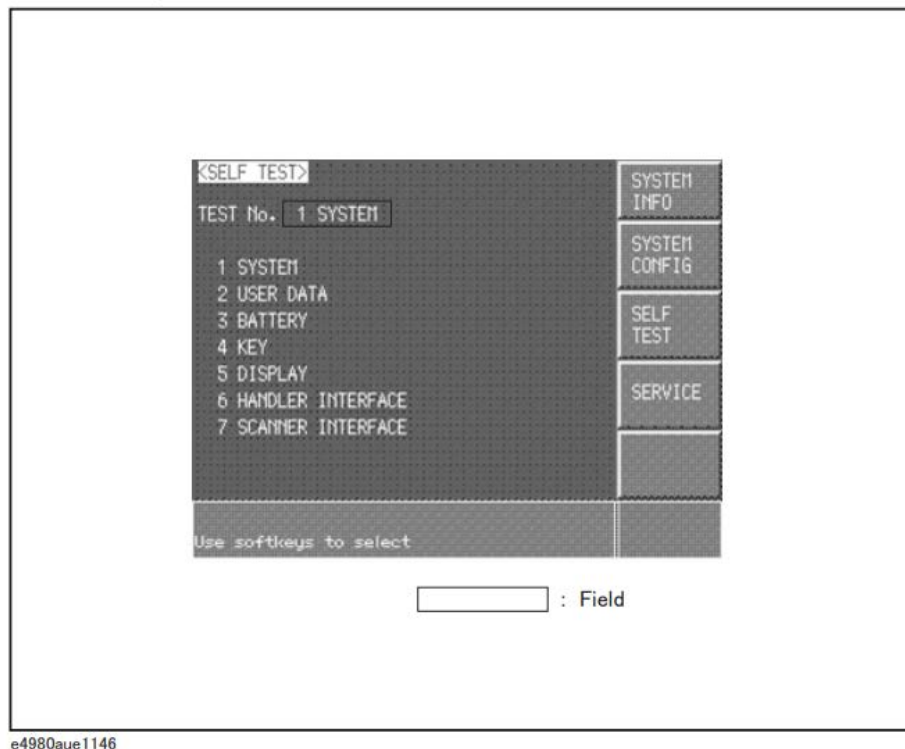 <SELF TEST>
TEST No. 1 SYSTEM
1 SYSTEM
2 USER DATA
3 BATTERY
4 KEY
5 DISPLAY
6 HANDLER INTERFACE
7 SCANNER INTERFACE
SYSTEM
INFO
SYSTEM
CONFIG
SELF
TEST
SERVICE
Use softkeys to select
: Field
e4980aue1146